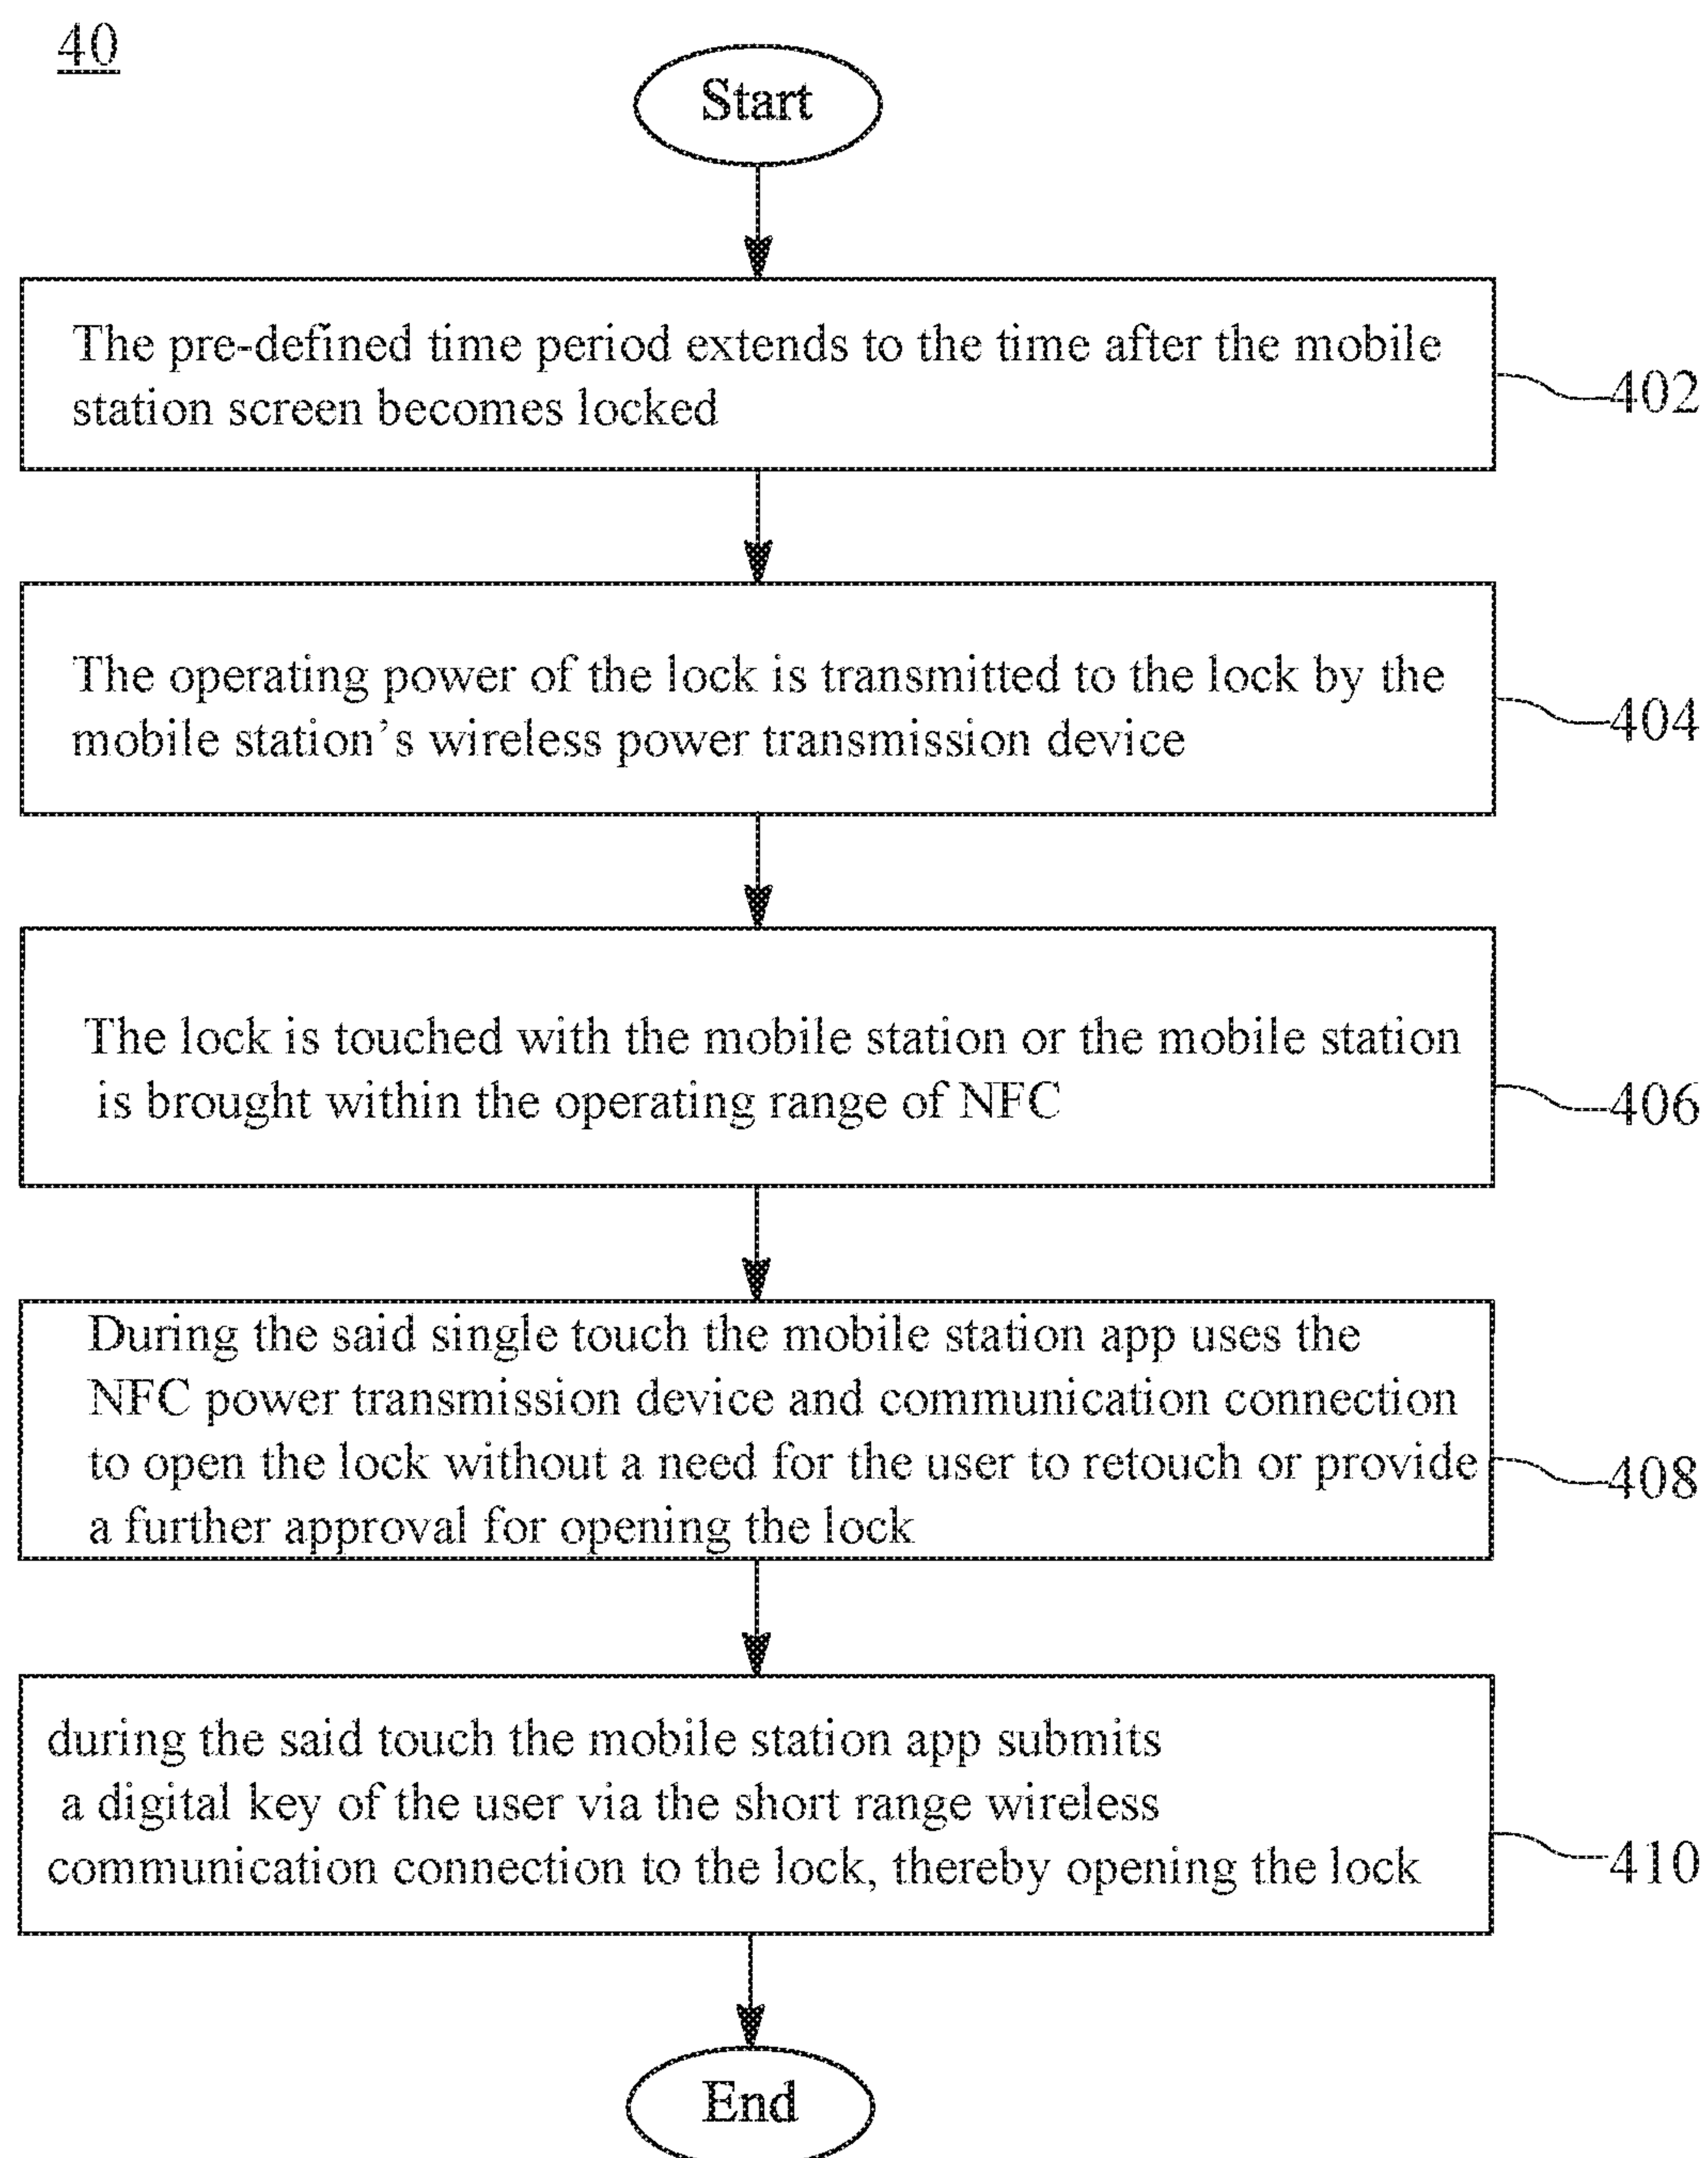 40
Start
The pre-defined time period extends to the time after the mobile
station screen becomes locked
402
The operating power of the lock is transmitted to the lock by the
mobile station’s wireless power transmission device
404
The lock is touched with the mobile station or the mobile station
is brought within the operating range of NFC
406
During the said single touch the mobile station app uses the
NFC power transmission device and communication connection
to open the lock without a need for the user to retouch or provide
a further approval for opening the lock
408
during the said touch the mobile station app submits
a digital key of the user via the short range wireless
communication connection to the lock, thereby opening the lock
410
End